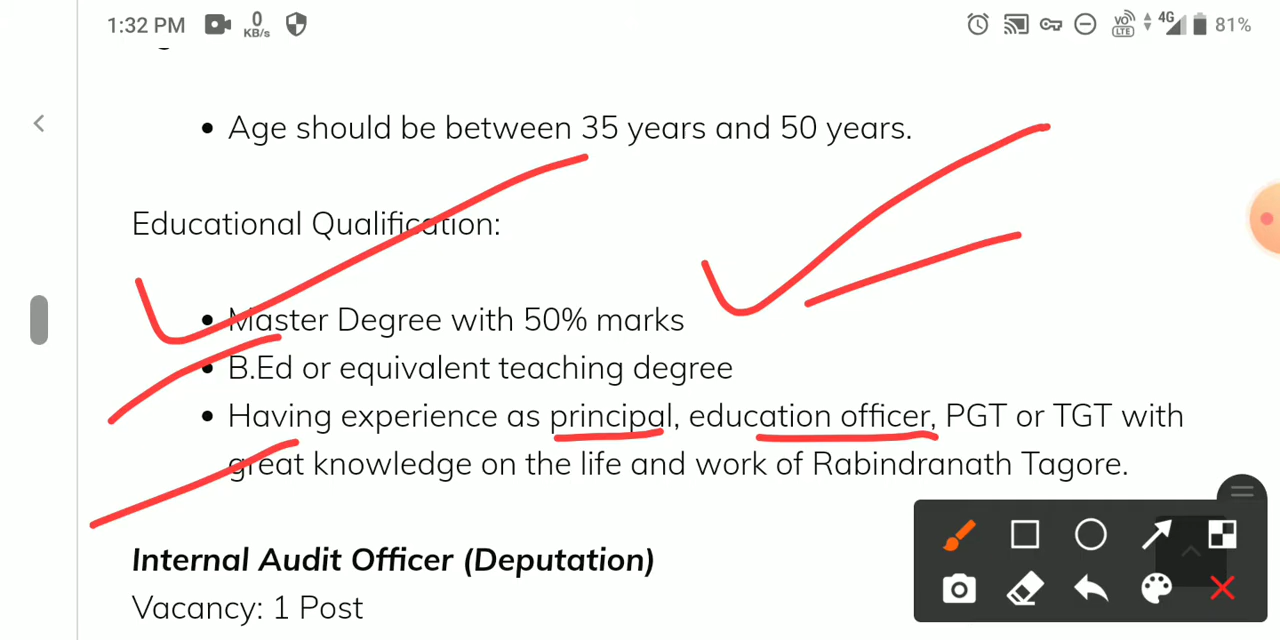 1:32 PM 0 KB/s VO LTE 4G 81%
Age should be between 35 years and 50 years.
Educational Qualification:
Master Degree with 50% marks
B.Ed or equivalent teaching degree
Having experience as principal, education officer, PGT or TGT with
great knowledge on the life and work of Rabindranath Tagore.
Internal Audit Officer (Deputation)
Vacancy: 1 Post